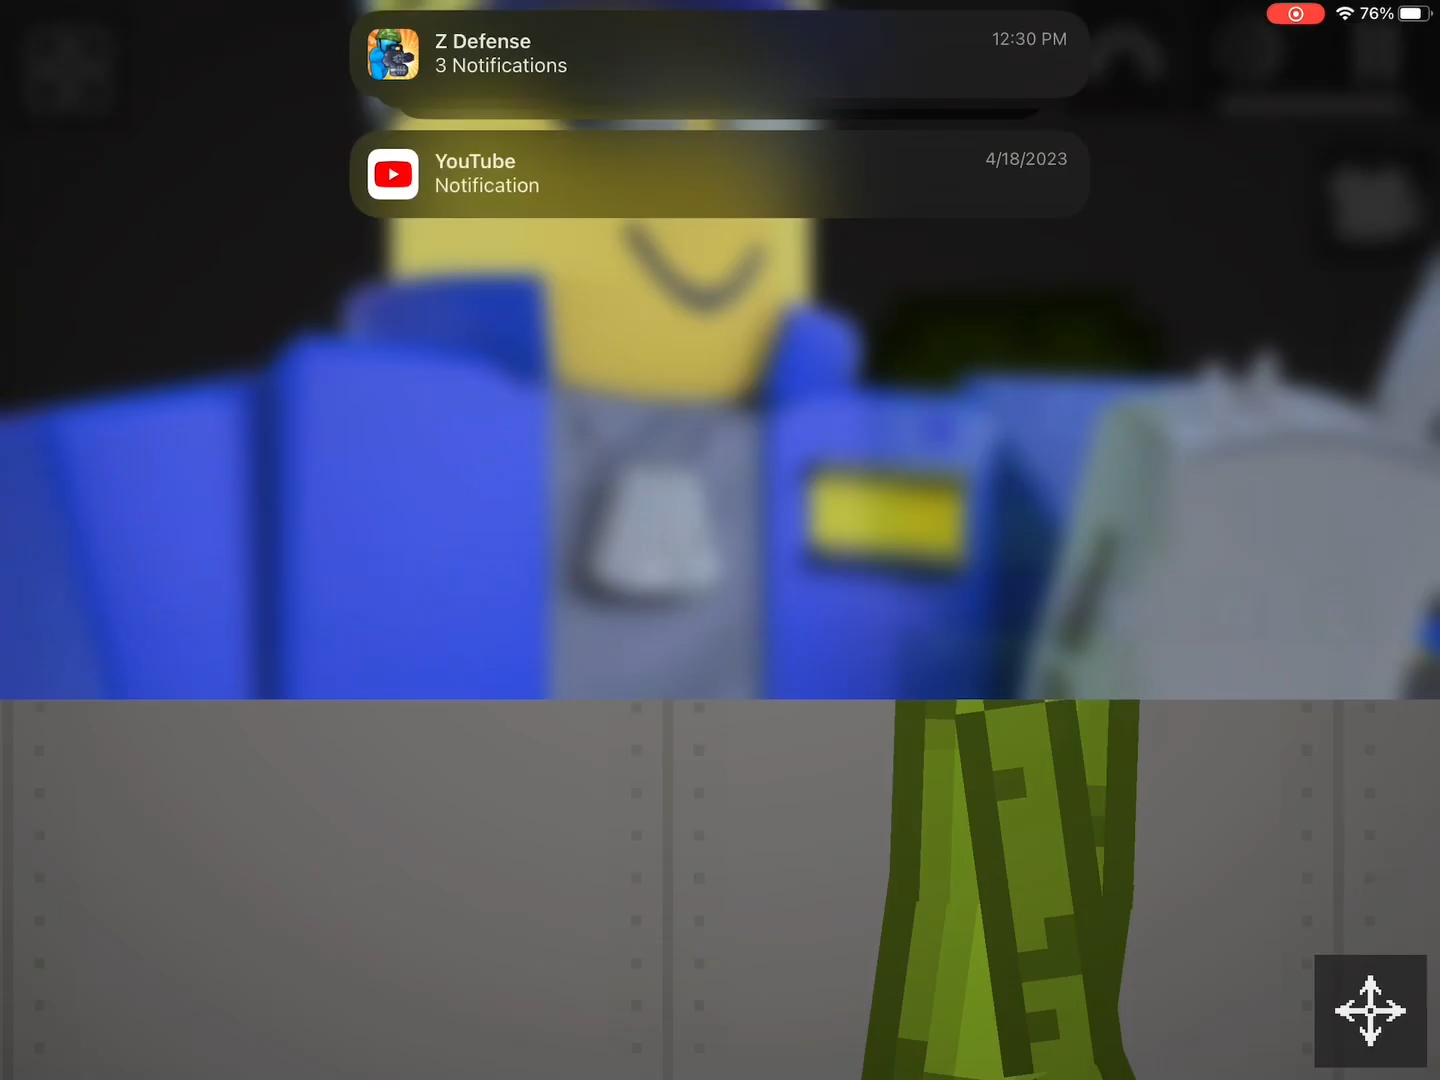 76%
Z Defense
12:30 PM
3 Notifications
YouTube
4/18/2023
Notification